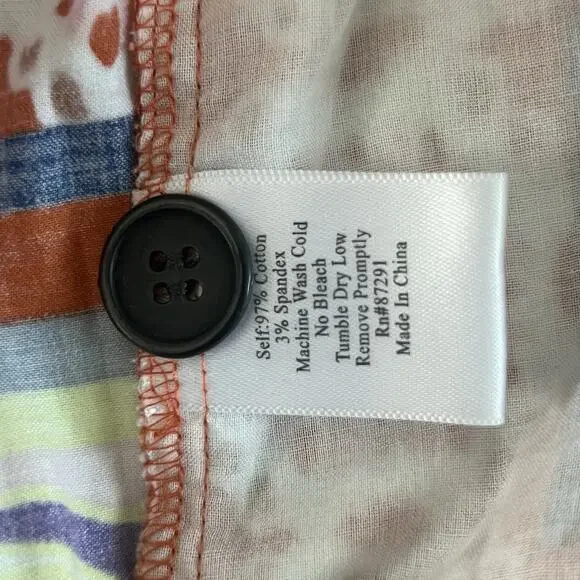 Self:97% Cotton
3% Spandex
Machine Wash Cold
No Bleach
Tumble Dry Low
Remove Promptly
Rn#87291
Made In China